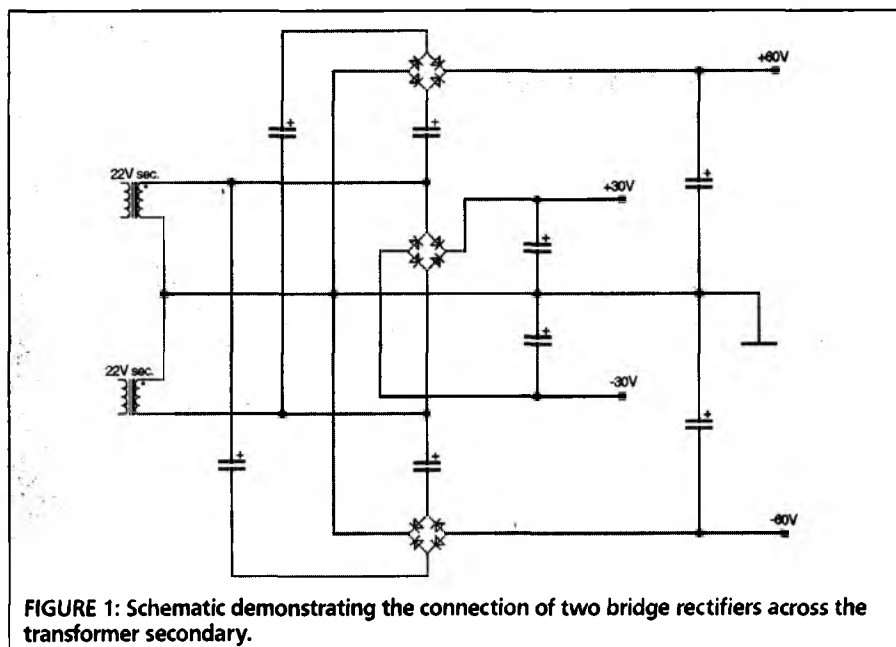 +60V
22V sec.
+30V
22V sec.
-30V
-60V
FIGURE 1: Schematic demonstrating the connection of two bridge rectifiers across the
transformer secondary.